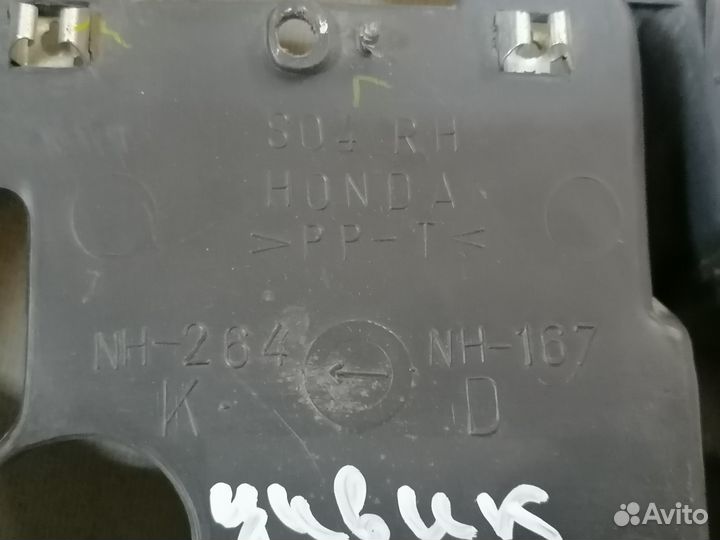 S04 RH
HONDA
>PP-T<
NH-264 NH-167
K D
цивик
Avito